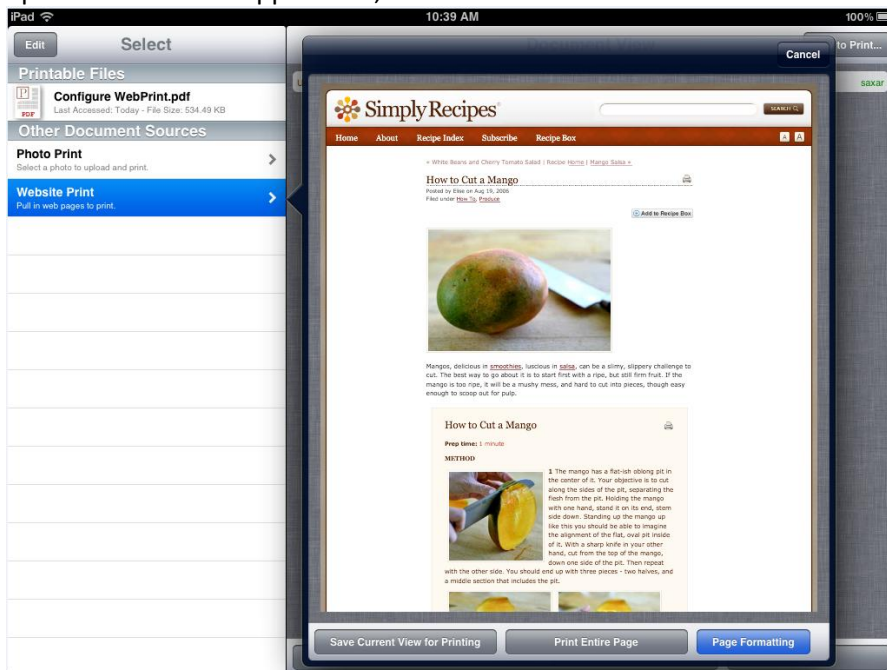 iPad
10:39 AM
100%
Edit
Select
Document View
to Print...
Cancel
Printable Files
saxar
PDF
Configure WebPrint.pdf
Last Accessed: Today - File Size: 534.49 KB
Other Document Sources
Photo Print
Select a photo to upload and print.
Website Print
Pull in web pages to print.
SimplyRecipes
SEARCH
Home About Recipe Index Subscribe Recipe Box
A A
« White Beans and Cherry Tomato Salad | Recipe Home | Mango Salsa »
How to Cut a Mango
Posted by Elise on Aug 19, 2006
Filed under How To, Produce
Add to Recipe Box
Mangos, delicious in smoothies, luscious in salsa, can be a slimy, slippery challenge to
cut. The best way to go about it is to start first with a ripe, but still firm fruit. If the
mango is too ripe, it will be a mushy mess, and hard to cut into pieces, though easy
enough to scoop out for pulp.
How to Cut a Mango
Prep time: 1 minute
METHOD
1 The mango has a flat-ish oblong pit in
the center of it. Your objective is to cut
along the sides of the pit, separating the
flesh from the pit. Holding the mango
with one hand, stand it on its end, stem
side down. Standing up the mango up
like this you should be able to imagine
the alignment of the flat, oval pit inside
of it. With a sharp knife in your other
hand, cut from the top of the mango,
down one side of the pit. Then repeat
with the other side. You should end up with three pieces - two halves, and
a middle section that includes the pit.
Save Current View for Printing
Print Entire Page
Page Formatting